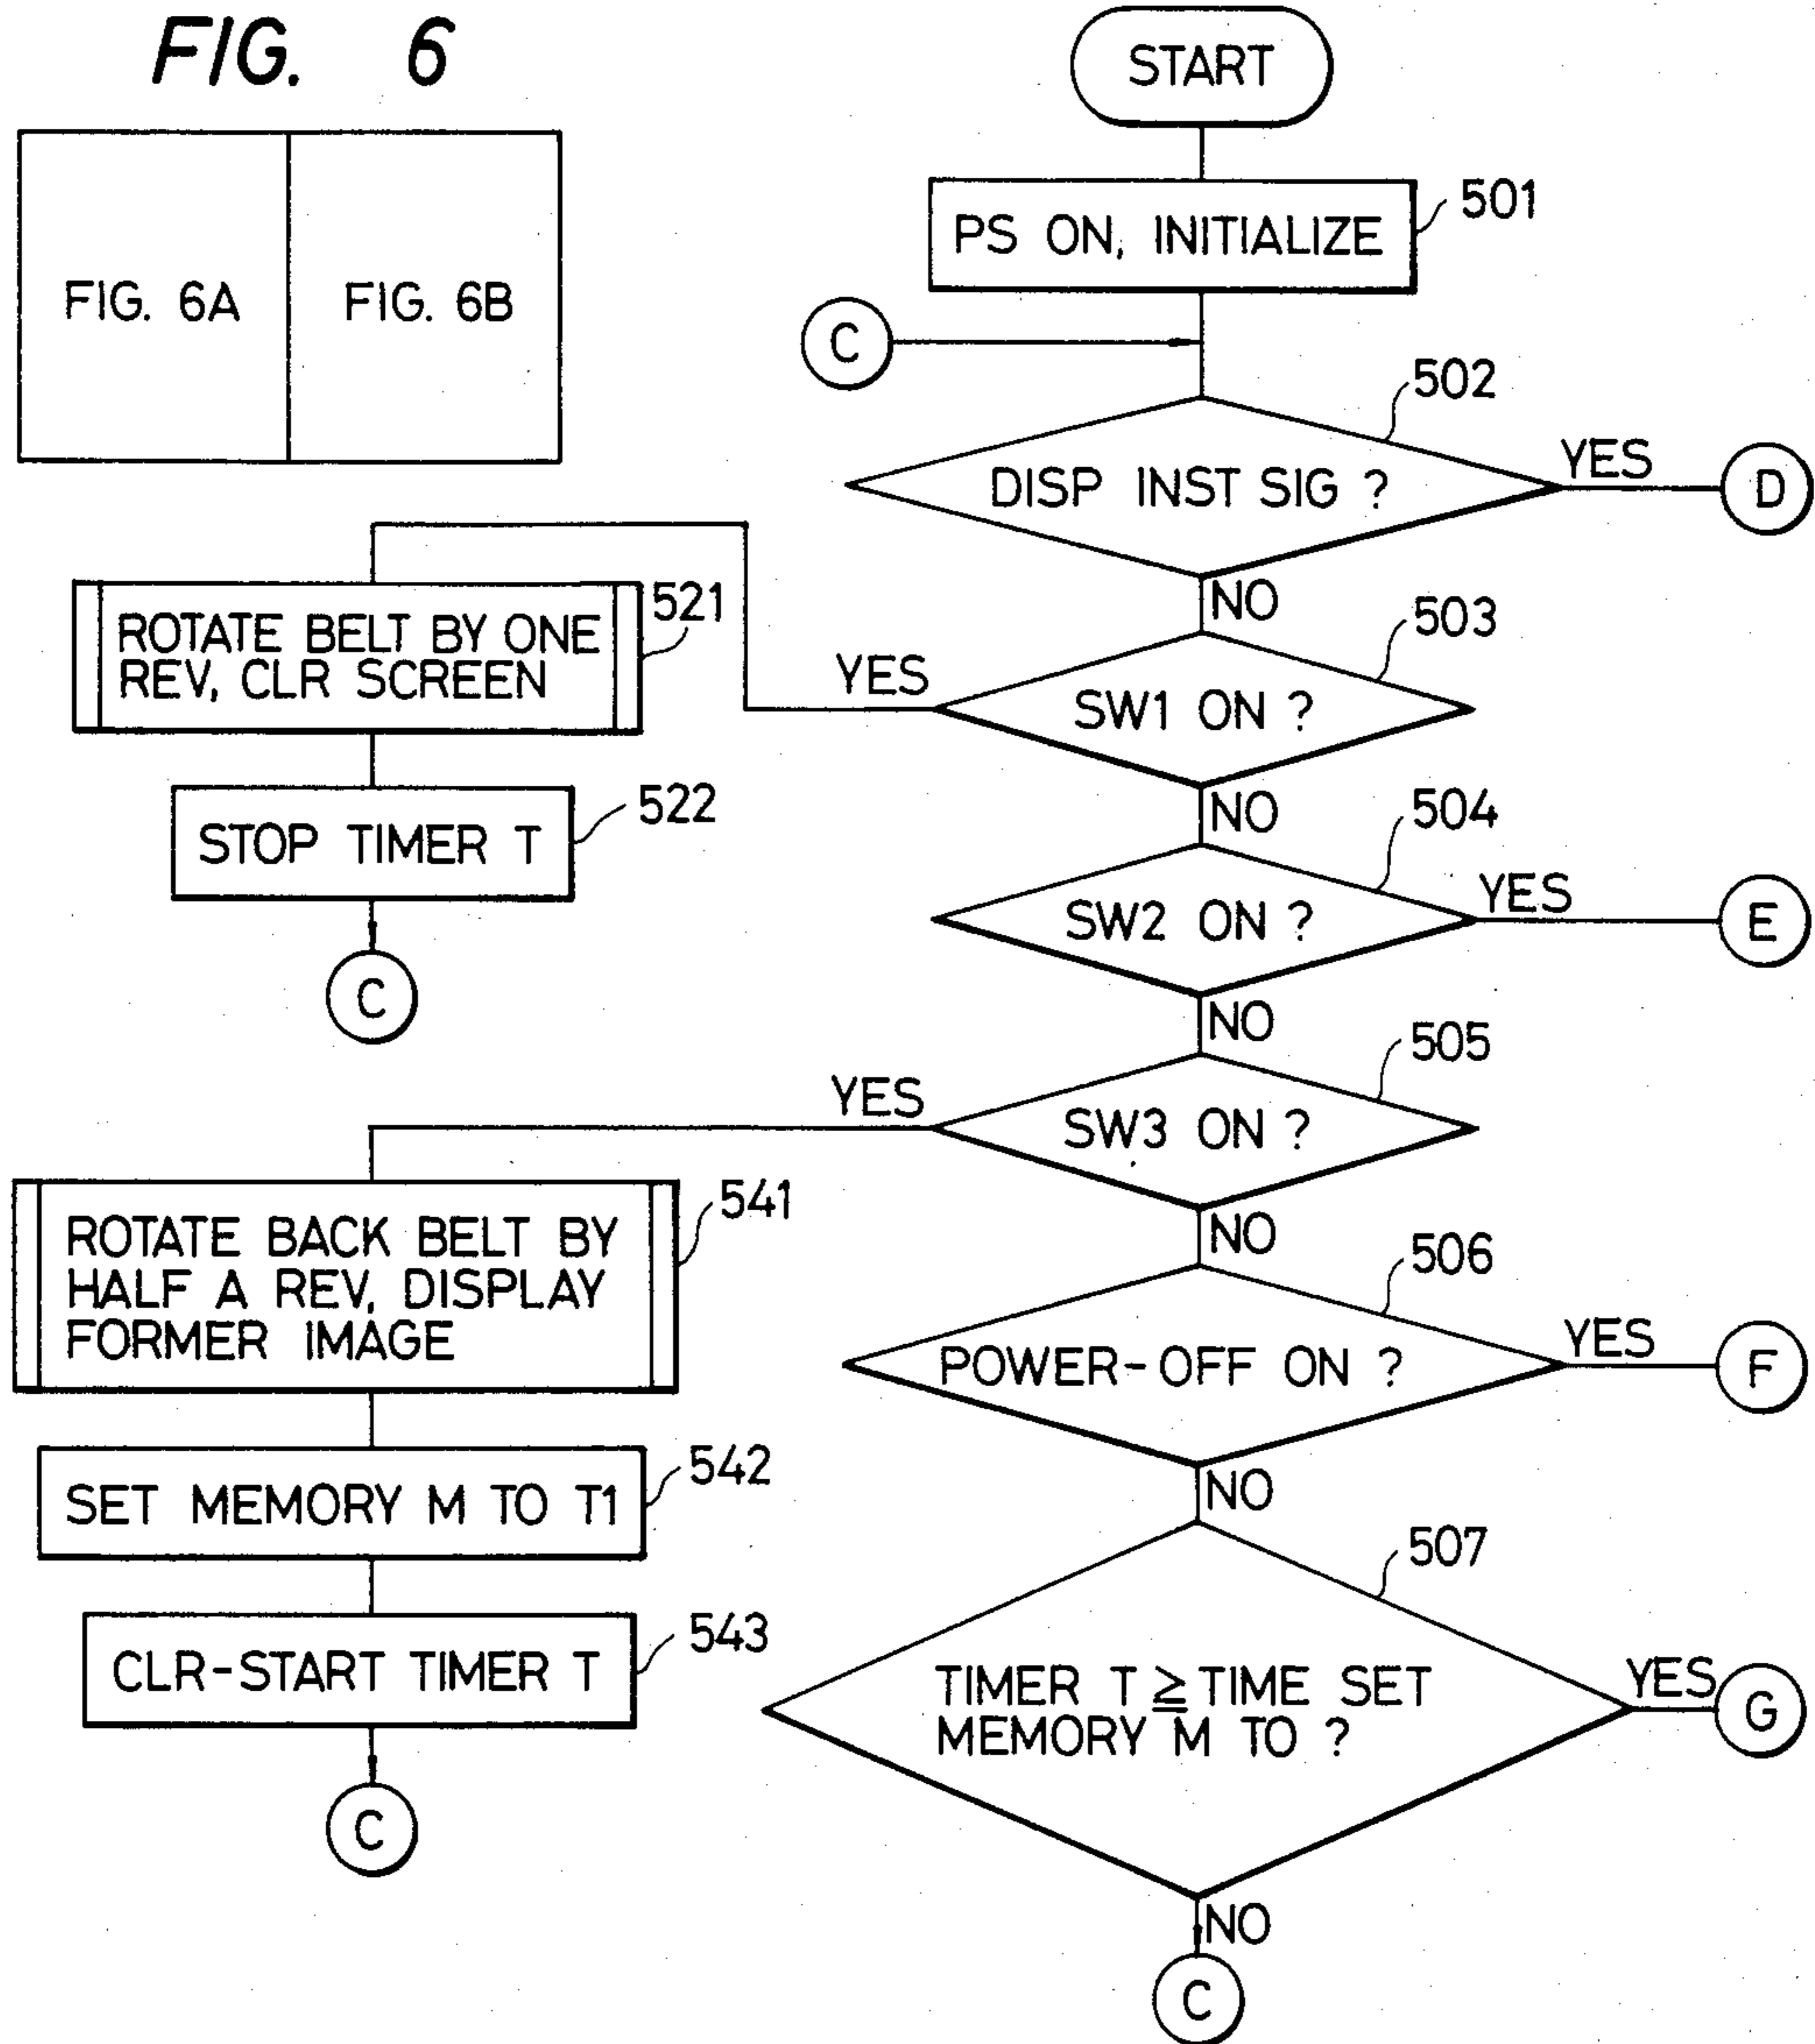 FIG. 6
FIG. 6A
FIG. 6B
START
PS ON, INITIALIZE
501
C
502
DISP INST SIG ?
YES
D
NO
503
SW1 ON ?
YES
521
ROTATE BELT BY ONE
REV, CLR SCREEN
522
STOP TIMER T
C
NO
504
SW2 ON ?
YES
E
NO
505
SW3 ON ?
YES
541
ROTATE BACK BELT BY
HALF A REV, DISPLAY
FORMER IMAGE
542
SET MEMORY M TO T1
543
CLR-START TIMER T
C
NO
506
POWER-OFF ON ?
YES
F
NO
507
TIMER T ≧ TIME SET
MEMORY M TO ?
YES
G
NO
C